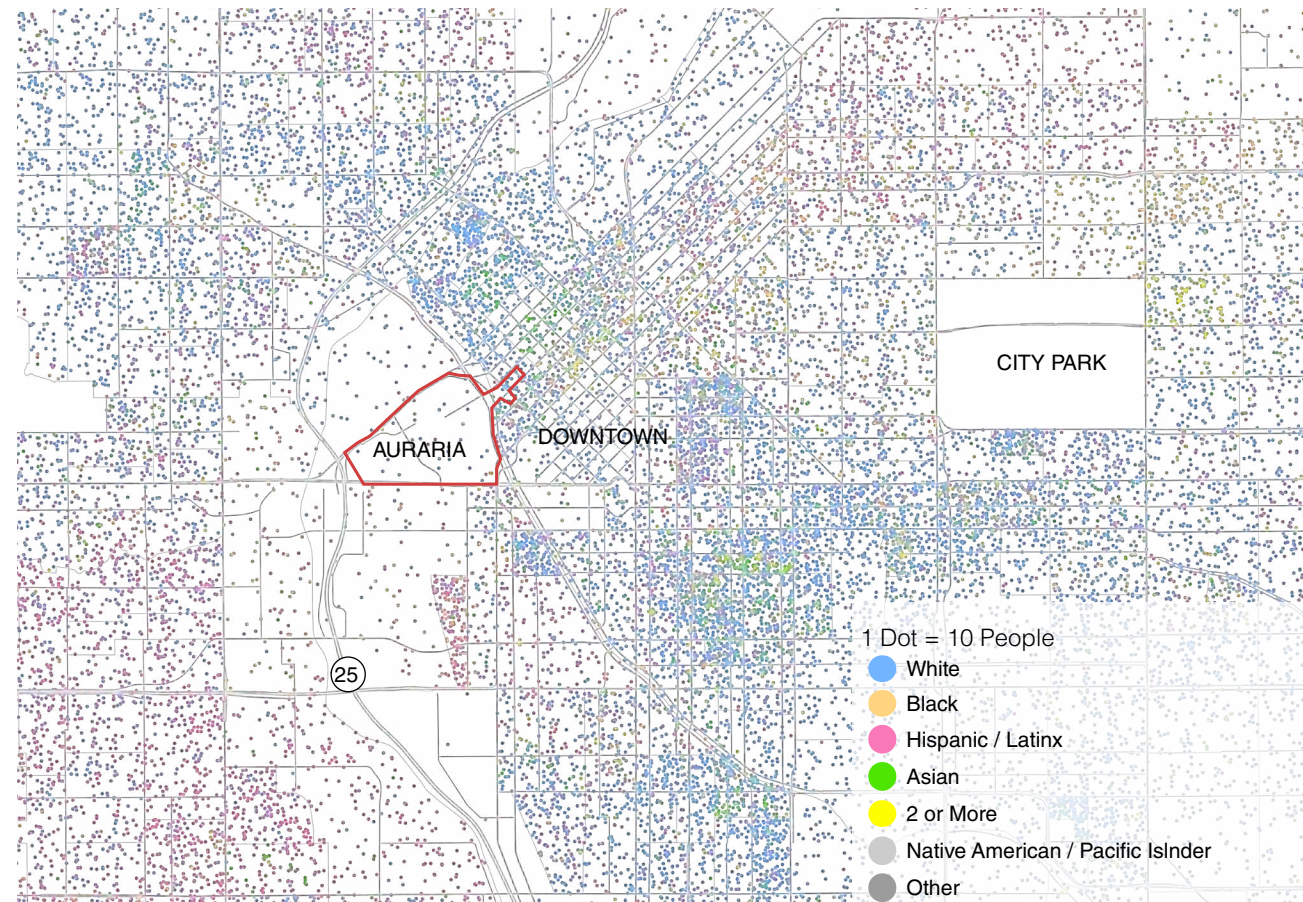 CITY PARK
DOWNTOWN
AURARIA
1 Dot = 10 People
25
White
Black
Hispanic / Latinx
Asian
2 or More
Native American / Pacific Islnder
Other